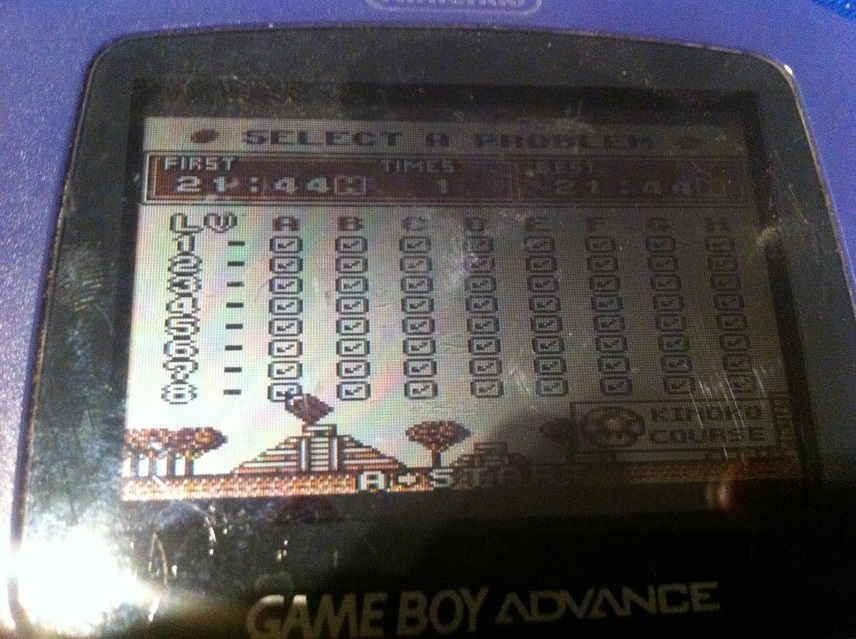 Nintendo
SELECT A PROBLEM
FIRST TIMES BEST
21:44 1 21:44
LV A B C D E F G H
1 -
2 -
3 -
4 -
5 -
6 -
7 -
8 -
KINOKO
COURSE
GAME BOY ADVANCE